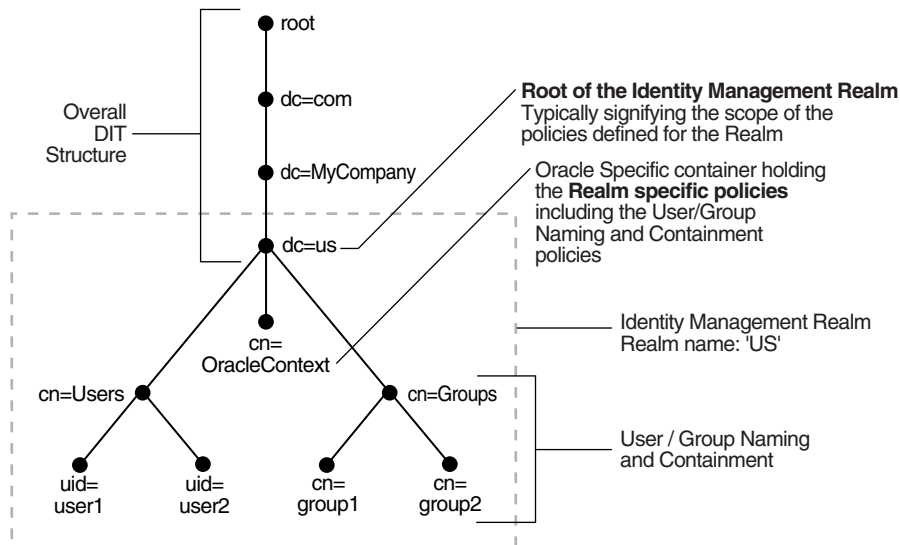 root
dc=com
Overall
DIT
Structure
dc=MyCompany
Root of the Identity Management Realm
Typically signifying the scope of the
policies defined for the Realm
Oracle Specific container holding
the Realm specific policies
including the User/Group
Naming and Containment
policies
dc=us
cn=
OracleContext
Identity Management Realm
Realm name: 'US'
cn=Users
cn=Groups
User / Group Naming
and Containment
uid=
user1
uid=
user2
cn=
group1
cn=
group2